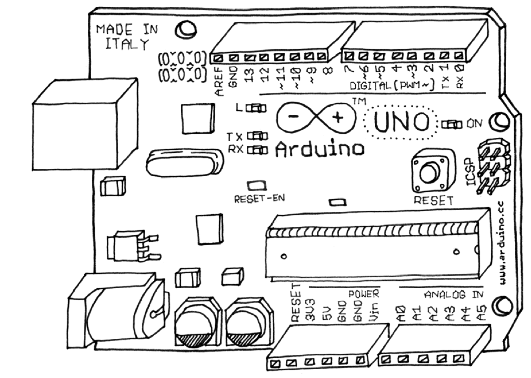 MADE IN
ITALY
AREF
GND
13
12
~11
~10
~9
8
7
~6
~5
4
~3
2
TX 1
RX 0
DIGITAL (PWM~)
L
TX
RX
- +
TM
UNO
ON
Arduino
RESET-EN
RESET
ICSP
www.arduino.cc
RESET
3V3
5V
GND
GND
Vin
POWER
ANALOG IN
A0
A1
A2
A3
A4
A5